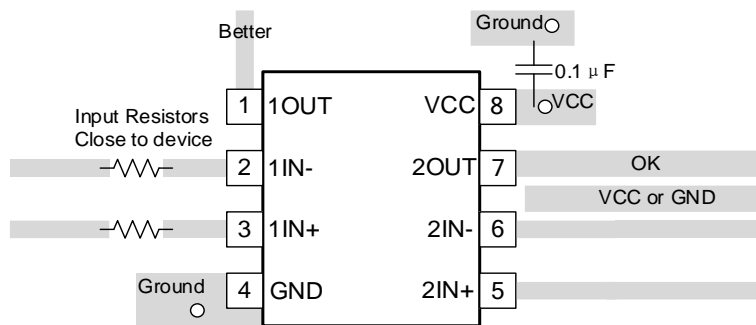 Better
Ground
0.1 μF
1 1OUT VCC 8 VCC
Input Resistors
Close to device
2 1IN- 2OUT 7 OK
VCC or GND
3 1IN+ 2IN- 6
Ground
4 GND 2IN+ 5